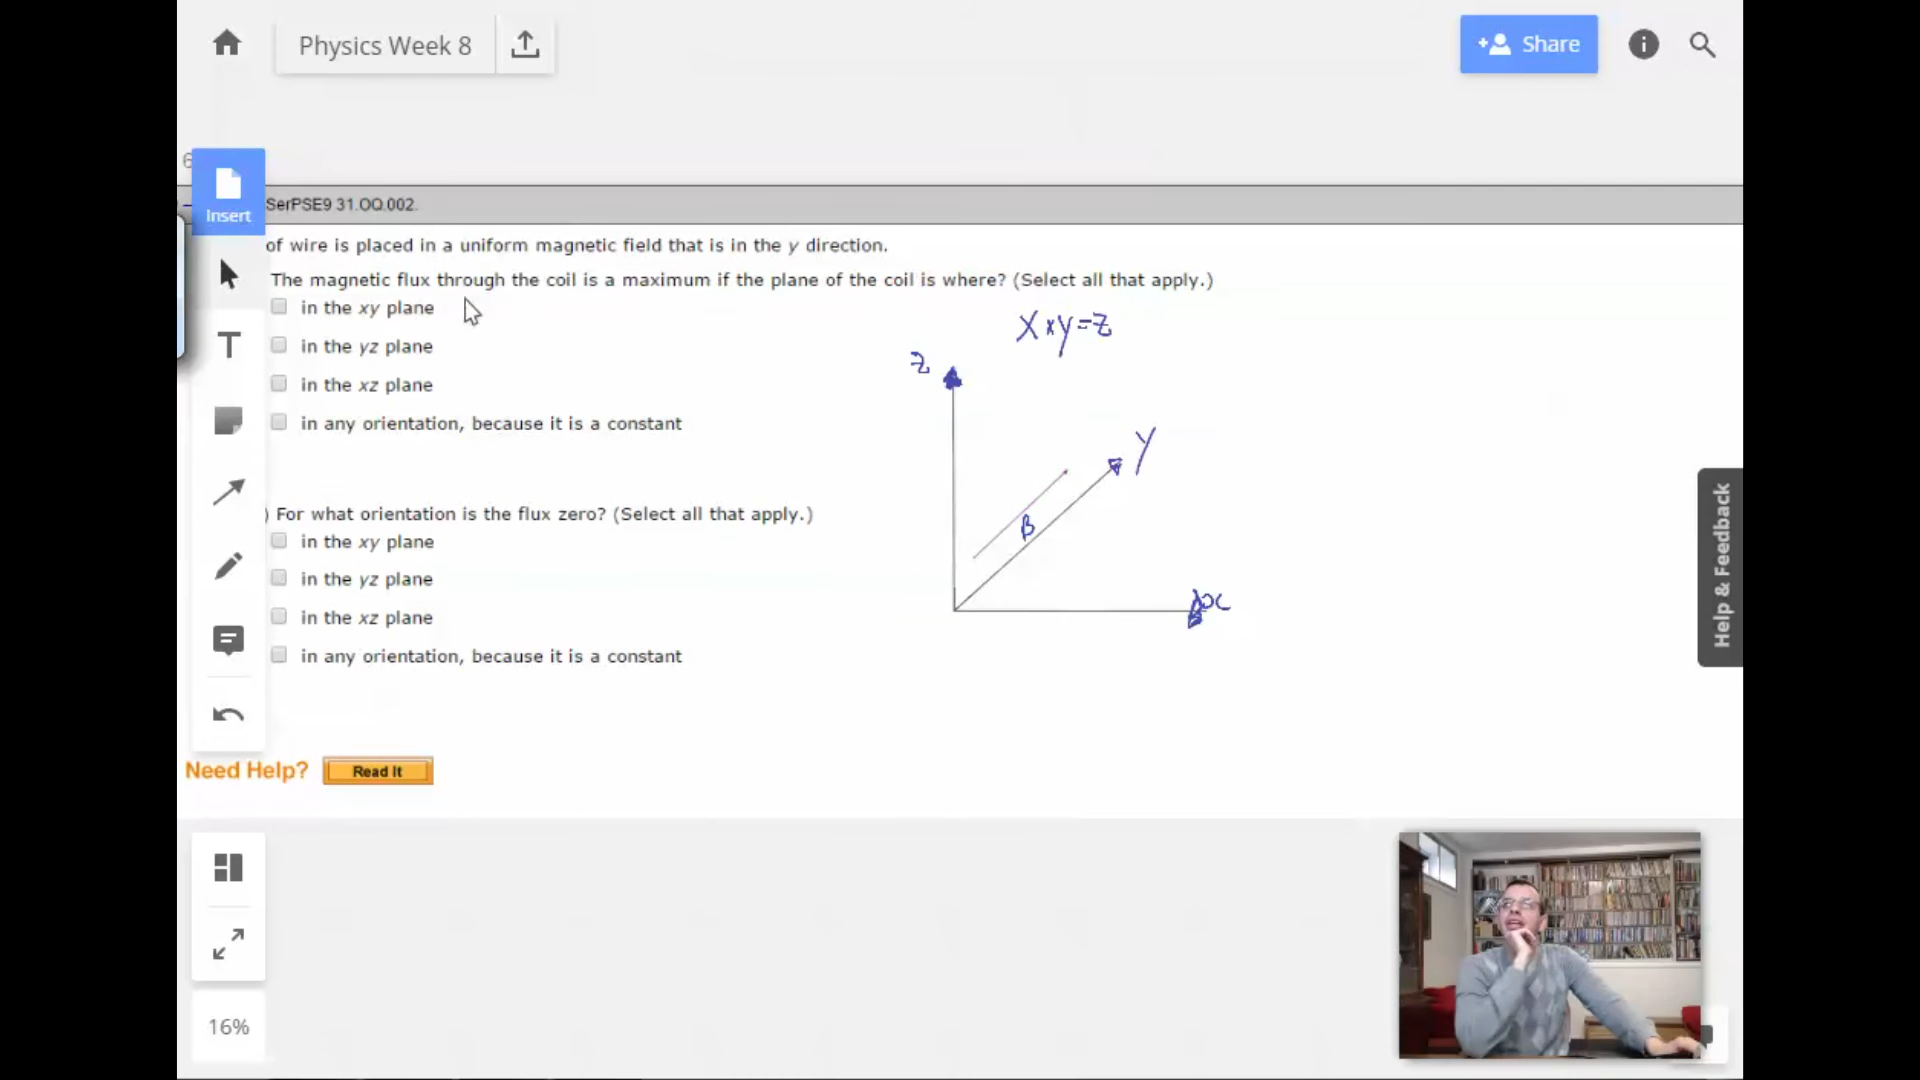 Physics Week 8
Share
6
Insert
SerPSE9 31.OQ.002.
of wire is placed in a uniform magnetic field that is in the y direction.
The magnetic flux through the coil is a maximum if the plane of the coil is where? (Select all that apply.)
in the xy plane
in the yz plane
in the xz plane
in any orientation, because it is a constant
X × Y = Z
Z
Y
B
x
) For what orientation is the flux zero? (Select all that apply.)
in the xy plane
in the yz plane
in the xz plane
in any orientation, because it is a constant
Need Help? Read It
Help & Feedback
16%